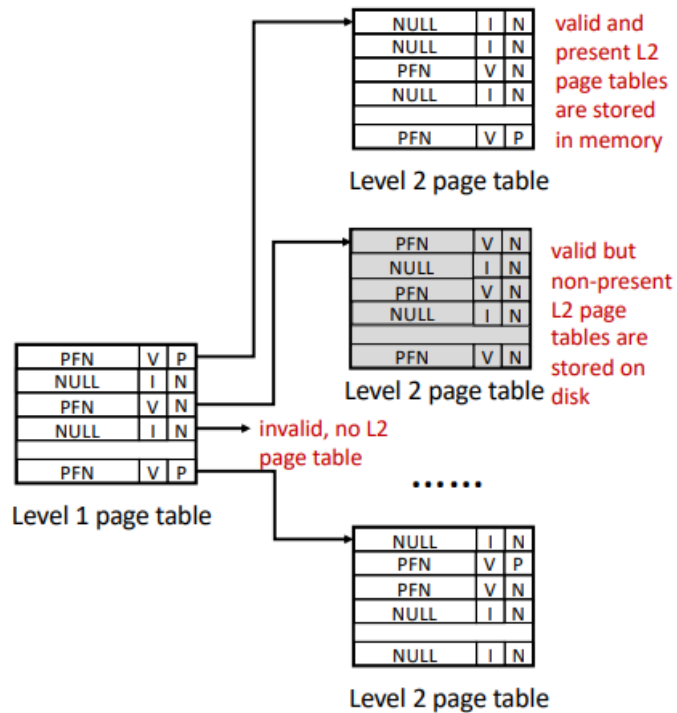 NULL I N
NULL I N
PFN V N
NULL I N
PFN V P
Level 2 page table
valid and
present L2
page tables
are stored
in memory
PFN V N
NULL I N
PFN V N
NULL I N
PFN V N
Level 2 page table
valid but
non-present
L2 page
tables are
stored on
disk
PFN V P
NULL I N
PFN V N
NULL I N
PFN V P
Level 1 page table
invalid, no L2
page table
......
NULL I N
PFN V P
PFN V N
NULL I N
NULL I N
Level 2 page table